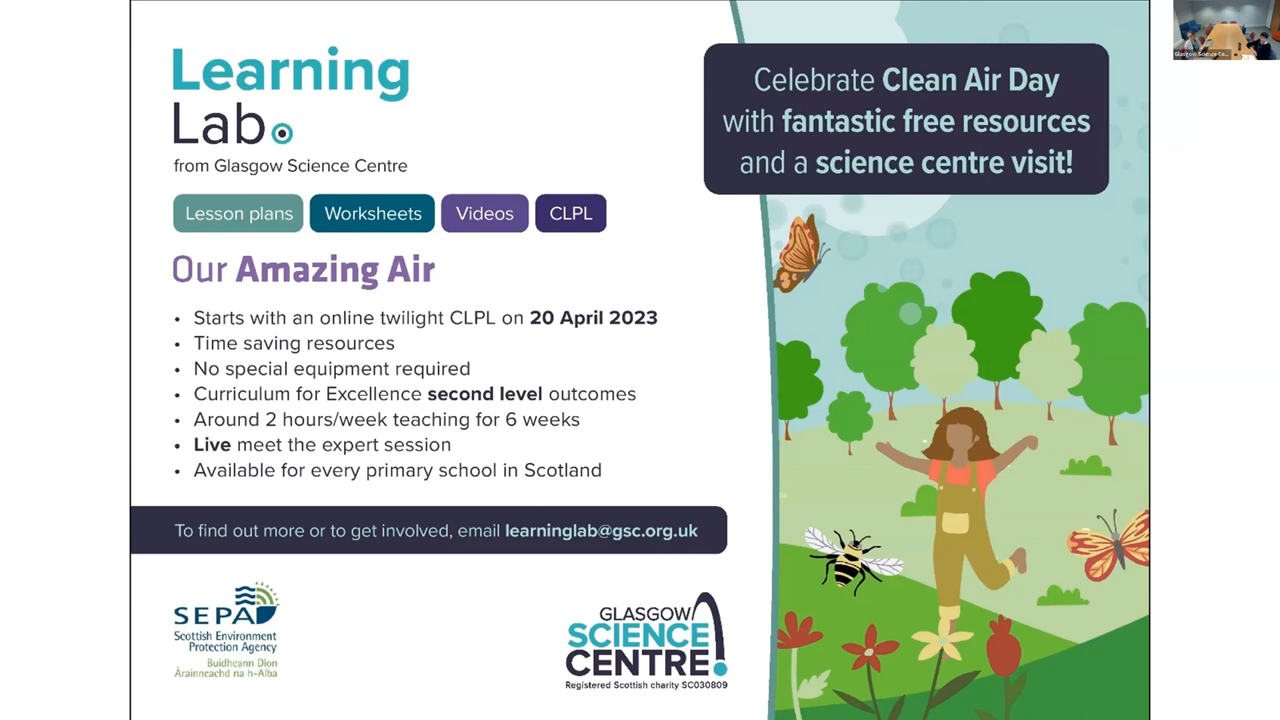 Learning
Lab
from Glasgow Science Centre
Lesson plans
Worksheets
Videos
CLPL
Our Amazing Air
• Starts with an online twilight CLPL on 20 April 2023
• Time saving resources
• No special equipment required
• Curriculum for Excellence second level outcomes
• Around 2 hours/week teaching for 6 weeks
• Live meet the expert session
• Available for every primary school in Scotland
To find out more or to get involved, email learninglab@gsc.org.uk
SEPA
Scottish Environment
Protection Agency
Buidheann Dìon
Àrainneachd na h-Alba
GLASGOW
SCIENCE
CENTRE!
Registered Scottish charity SC030809
Celebrate Clean Air Day
with fantastic free resources
and a science centre visit!
Glasgow Science Ce...